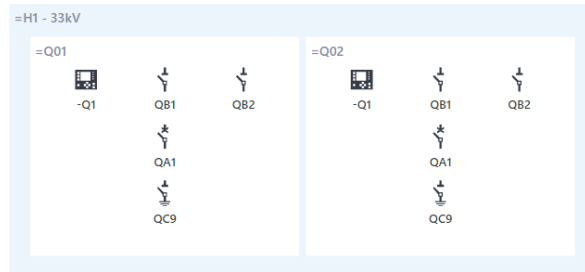 =H1 - 33kV
=Q01
-Q1 QB1 QB2
QA1
QC9
=Q02
-Q1 QB1 QB2
QA1
QC9